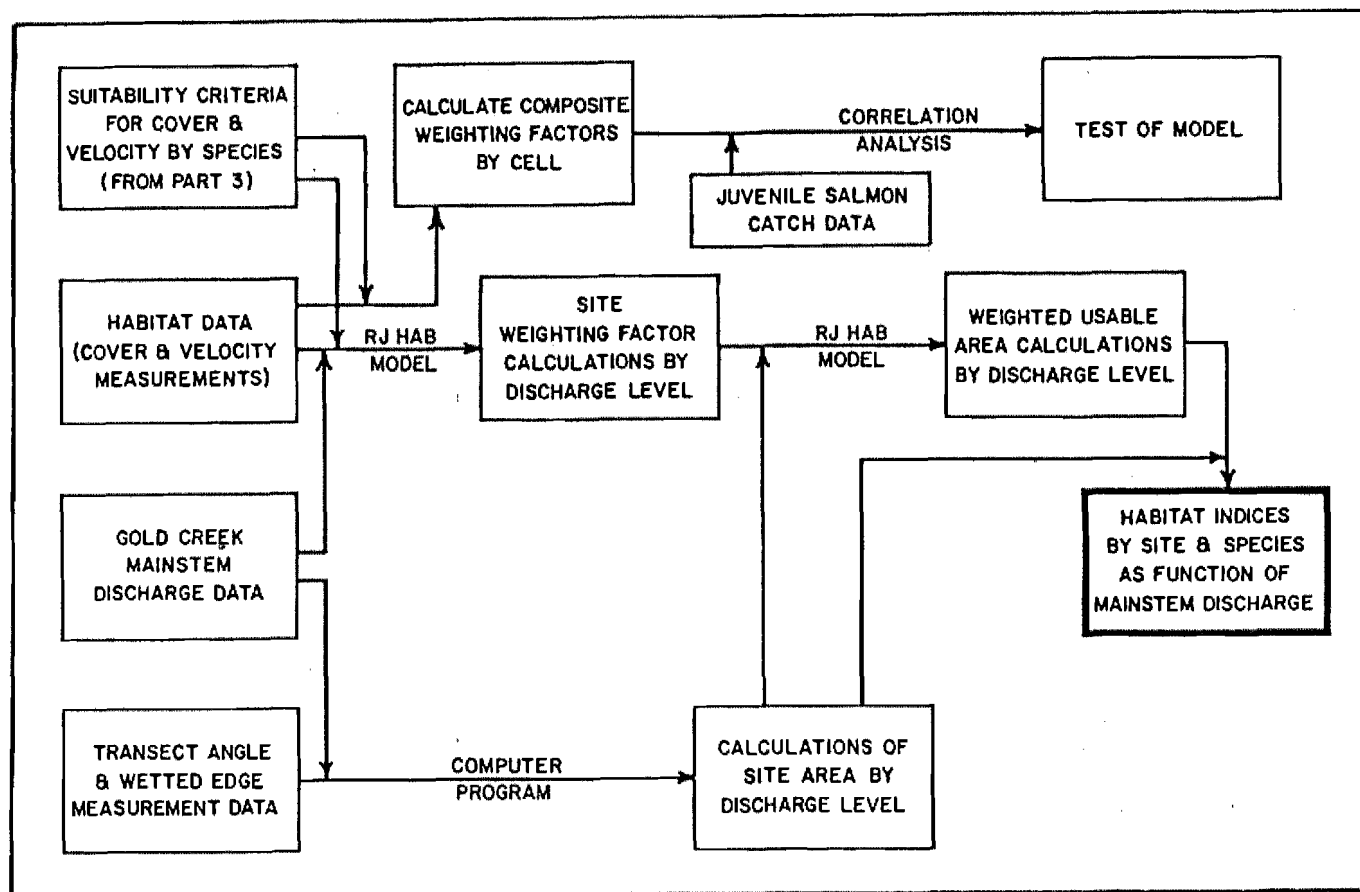 SUITABILITY CRITERIA
FOR COVER &
VELOCITY BY SPECIES
(FROM PART 3)
CALCULATE COMPOSITE
WEIGHTING FACTORS
BY CELL
CORRELATION
ANALYSIS
TEST OF MODEL
JUVENILE SALMON
CATCH DATA
HABITAT DATA
(COVER & VELOCITY
MEASUREMENTS)
RJ HAB
MODEL
SITE
WEIGHTING FACTOR
CALCULATIONS BY
DISCHARGE LEVEL
RJ HAB
MODEL
WEIGHTED USABLE
AREA CALCULATIONS
BY DISCHARGE LEVEL
GOLD CREEK
MAINSTEM
DISCHARGE DATA
HABITAT INDICES
BY SITE & SPECIES
AS FUNCTION OF
MAINSTEM DISCHARGE
TRANSECT ANGLE
& WETTED EDGE
MEASUREMENT DATA
COMPUTER
PROGRAM
CALCULATIONS OF
SITE AREA BY
DISCHARGE LEVEL